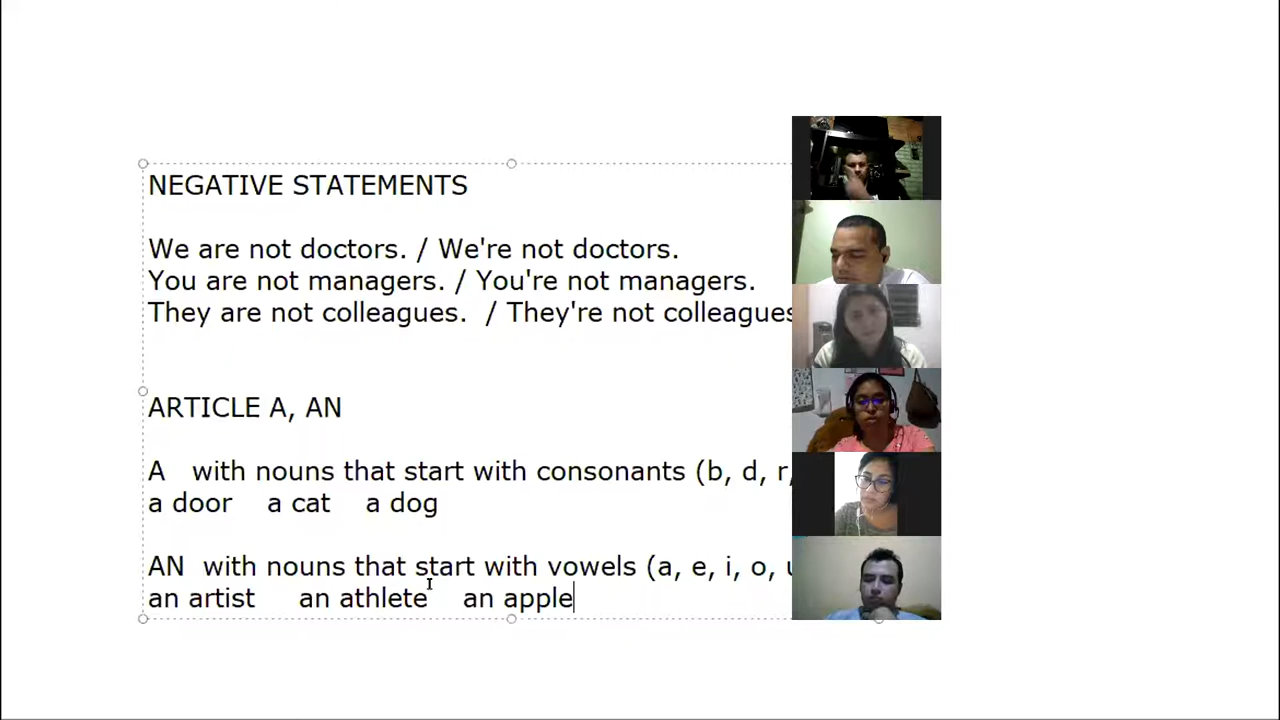 NEGATIVE STATEMENTS
We are not doctors. / We're not doctors.
You are not managers. / You're not managers.
They are not colleagues. / They're not colleagues
ARTICLE A, AN
A with nouns that start with consonants (b, d, r,
a door a cat a dog
AN with nouns that start with vowels (a, e, i, o, u
an artist an athlete an apple